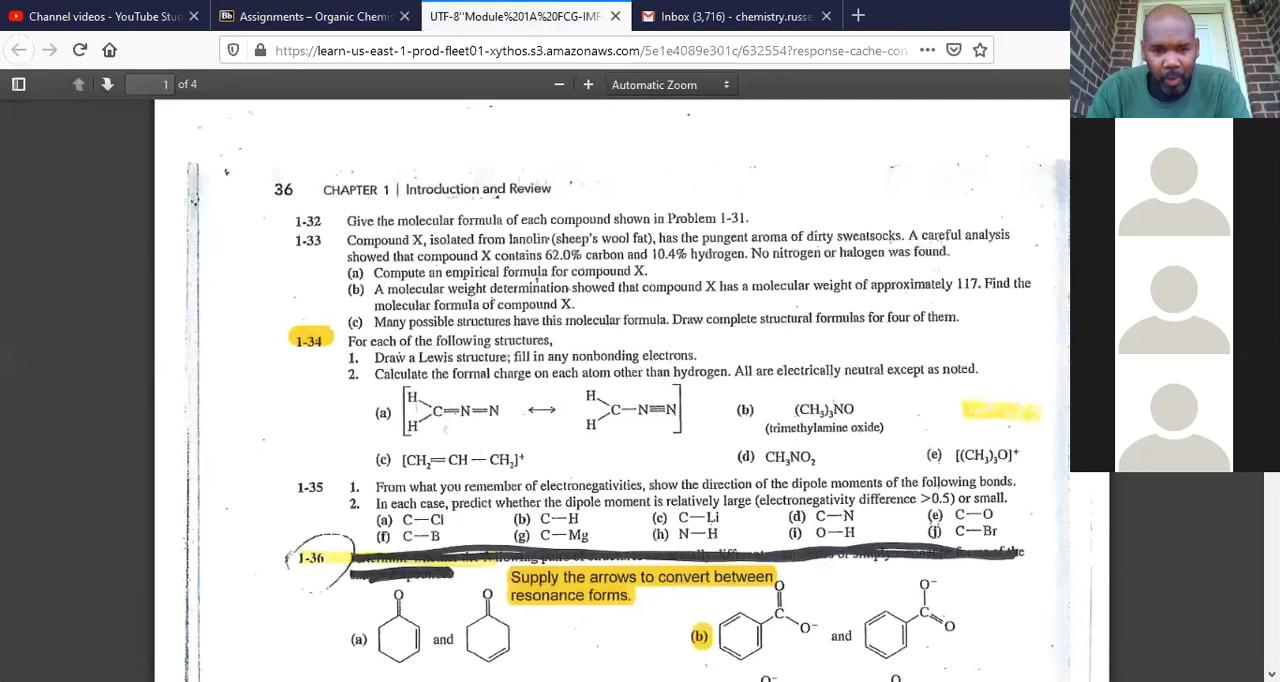 Channel videos - YouTube Stu
Bb Assignments – Organic Chemis
UTF-8''Module%201A%20FCG-IMF
Inbox (3,716) - chemistry.russe
https://learn-us-east-1-prod-fleet01-xythos.s3.amazonaws.com/5e1e4089e301c/632554?response-cache-con
1 of 4
Automatic Zoom
36 CHAPTER 1 | Introduction and Review
1-32 Give the molecular formula of each compound shown in Problem 1-31.
1-33 Compound X, isolated from lanolin (sheep's wool fat), has the pungent aroma of dirty sweatsocks. A careful analysis
showed that compound X contains 62.0% carbon and 10.4% hydrogen. No nitrogen or halogen was found.
(a) Compute an empirical formula for compound X.
(b) A molecular weight determination showed that compound X has a molecular weight of approximately 117. Find the
molecular formula of compound X.
(c) Many possible structures have this molecular formula. Draw complete structural formulas for four of them.
1-34 For each of the following structures,
1. Draw a Lewis structure; fill in any nonbonding electrons.
2. Calculate the formal charge on each atom other than hydrogen. All are electrically neutral except as noted.
(a) [H H C=N=N ↔ H H C—N≡N] (b) (CH₃)₃NO
(trimethylamine oxide)
(c) [CH₂=CH—CH₂]⁺ (d) CH₃NO₂ (e) [(CH₃)₃O]⁺
1-35 1. From what you remember of electronegativities, show the direction of the dipole moments of the following bonds.
2. In each case, predict whether the dipole moment is relatively large (electronegativity difference >0.5) or small.
(a) C—Cl (b) C—H (c) C—Li (d) C—N (e) C—O
(f) C—B (g) C—Mg (h) N—H (i) O—H (j) C—Br
1-36
Supply the arrows to convert between
resonance forms.
(a) O and O (b) O C O⁻ and O⁻ C O
O⁻ O